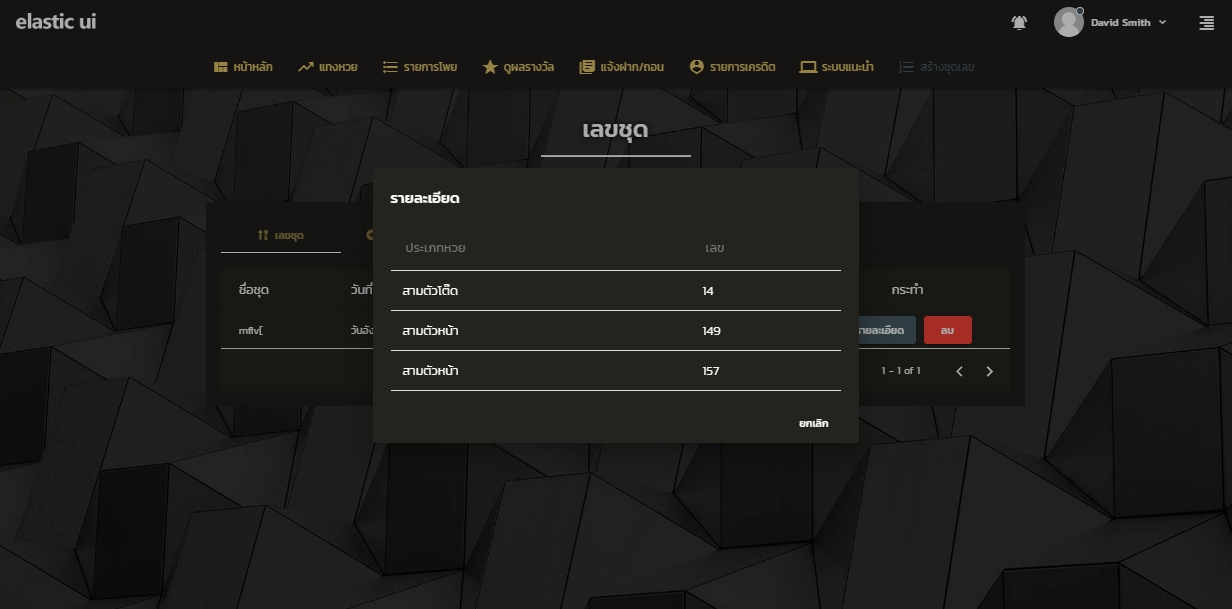 elastic ui
David Smith
หน้าหลัก แทงหวย รายการโพย ดูผลรางวัล แจ้งฝาก/ถอน รายการเครดิต ระบบแนะนำ สร้างชุดเลข
เลขชุด
รายละเอียด
เลขชุด
ประเภทหวย เลข
ชื่อชุด วันที่ กระทำ
สามตัวโต๊ด 14
mflv[ สามตัวหน้า 149 ลบ
สามตัวหน้า 157
1 - 1 of 1
ยกเลิก